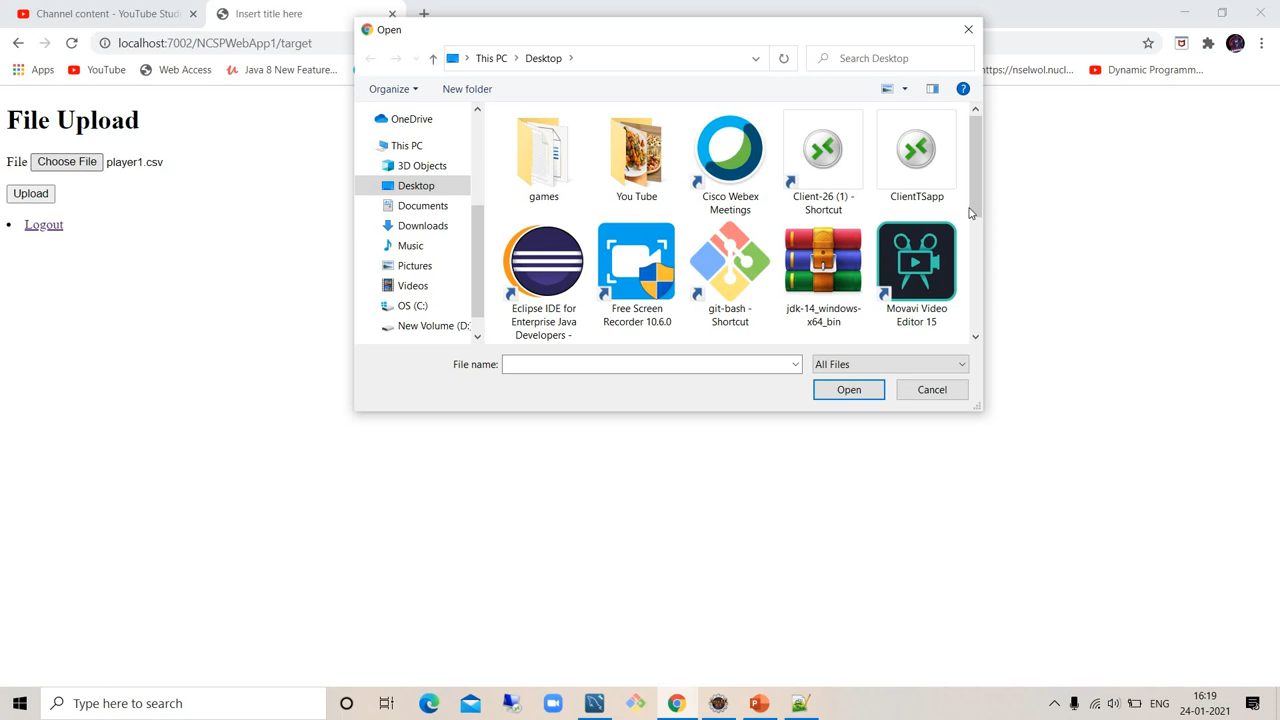 Channel content - YouTube Studi
Insert title here
localhost:7002/NCSPWebApp1/target
Apps
YouTube
Web Access
Java 8 New Feature...
https://nselwol.nucl...
Dynamic Programm...
File Upload
File
Choose File
player1.csv
Upload
Logout
Open
This PC
Desktop
Search Desktop
Organize
New folder
OneDrive
This PC
3D Objects
Desktop
Documents
Downloads
Music
Pictures
Videos
OS (C:)
New Volume (D:
games
You Tube
Cisco Webex
Meetings
Client-26 (1) -
Shortcut
ClientTSapp
Eclipse IDE for
Enterprise Java
Developers -
Free Screen
Recorder 10.6.0
git-bash -
Shortcut
jdk-14_windows-
x64_bin
Movavi Video
Editor 15
File name:
All Files
Open
Cancel
Type here to search
ENG
16:19
24-01-2021